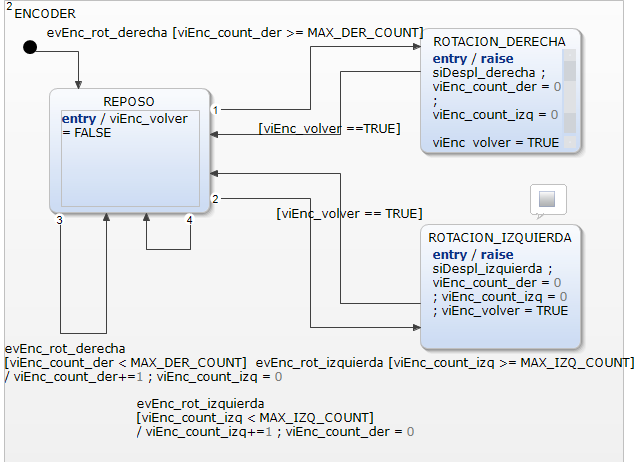 2
ENCODER
evEnc_rot_derecha [viEnc_count_der >= MAX_DER_COUNT]
ROTACION_DERECHA
entry / raise
siDespl_derecha ;
viEnc_count_der = 0
;
viEnc_count_izq = 0
viEnc_volver = TRUE
REPOSO
entry / viEnc_volver
= FALSE
1
[viEnc_volver ==TRUE]
2
[viEnc_volver == TRUE]
3
4
ROTACION_IZQUIERDA
entry / raise
siDespl_izquierda ;
viEnc_count_der = 0
; viEnc_count_izq = 0
; viEnc_volver = TRUE
evEnc_rot_derecha
[viEnc_count_der < MAX_DER_COUNT]
/ viEnc_count_der+=1 ; viEnc_count_izq = 0
evEnc_rot_izquierda [viEnc_count_izq >= MAX_IZQ_COUNT]
evEnc_rot_izquierda
[viEnc_count_izq < MAX_IZQ_COUNT]
/ viEnc_count_izq+=1 ; viEnc_count_der = 0